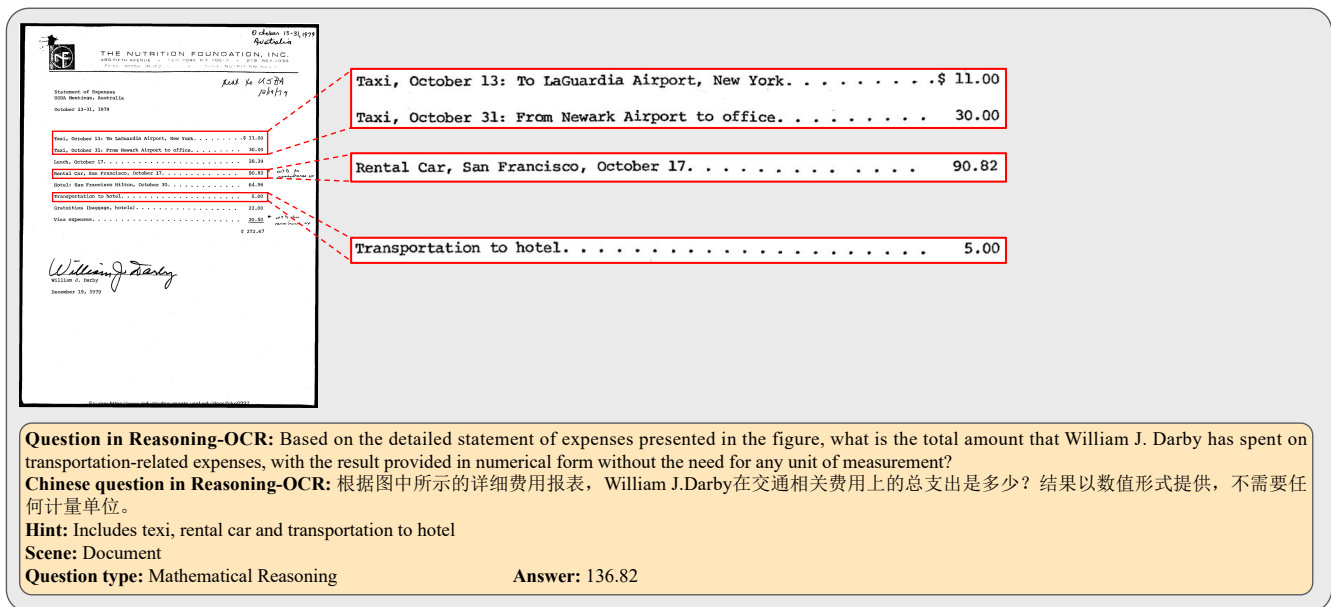 October 13-31, 1979
Australia
THE NUTRITION FOUNDATION, INC.
Statement of Expenses
USDA Meetings, Australia
October 13-31, 1979
Taxi, October 13: To LaGuardia Airport, New York. . . . . . . . .$ 11.00
Taxi, October 31: From Newark Airport to office. . . . . . . . . 30.00
Lunch, October 17. . . . . . . . . . . . . . . . . . . . . . . 28.39
Rental Car, San Francisco, October 17. . . . . . . . . . . . . 90.82
Hotel: San Francisco Hilton, October 30. . . . . . . . . . . . 64.96
Transportation to hotel. . . . . . . . . . . . . . . . . . . . 5.00
Gratuities (baggage, hotels). . . . . . . . . . . . . . . . . . 22.00
Visa expenses. . . . . . . . . . . . . . . . . . . . . . . . . 20.50
$ 272.67
William J. Darby
William J. Darby
December 19, 1979
Taxi, October 13: To LaGuardia Airport, New York. . . . . . . . .$ 11.00
Taxi, October 31: From Newark Airport to office. . . . . . . . . 30.00
Rental Car, San Francisco, October 17. . . . . . . . . . . . . 90.82
Transportation to hotel. . . . . . . . . . . . . . . . . . . . 5.00
Question in Reasoning-OCR: Based on the detailed statement of expenses presented in the figure, what is the total amount that William J. Darby has spent on
transportation-related expenses, with the result provided in numerical form without the need for any unit of measurement?
Chinese question in Reasoning-OCR: 根据图中所示的详细费用报表，William J.Darby在交通相关费用上的总支出是多少？结果以数值形式提供，不需要任
何计量单位。
Hint: Includes texi, rental car and transportation to hotel
Scene: Document
Question type: Mathematical Reasoning Answer: 136.82